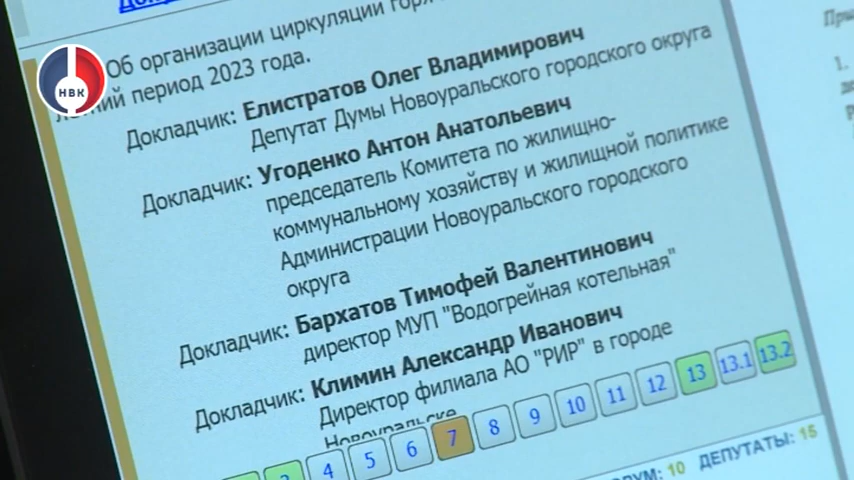 Об организации циркуляции
период 2023 года.
Докладчик: Елистратов Олег Владимирович
Депутат Думы Новоуральского городского округа
Докладчик: Угоденко Антон Анатольевич
председатель Комитета по жилищно-
коммунальному хозяйству и жилищной политике
Администрации Новоуральского городского
округа
Докладчик: Бархатов Тимофей Валентинович
директор МУП "Водогрейная котельная"
Докладчик: Климин Александр Иванович
Директор филиала АО "РИР" в городе
Новоуральске
4 5 6 7 8 9 10 11 12 13 13.1 13.2
10 ДЕПУТАТЫ: 15
1.
НВК